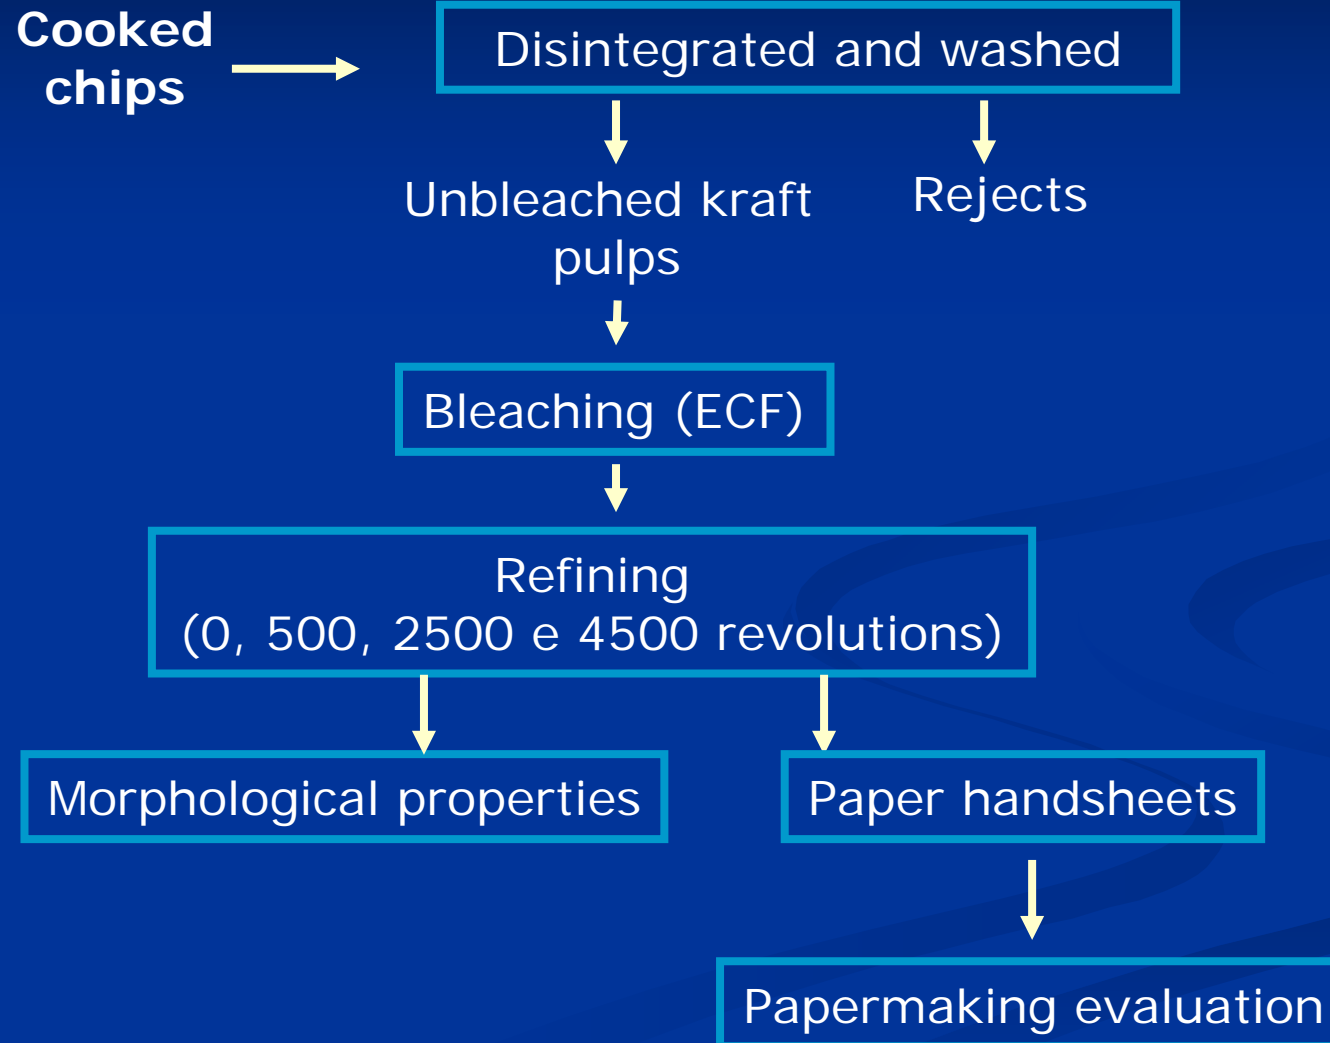 Cooked
chips
Disintegrated and washed
Unbleached kraft
pulps
Rejects
Bleaching (ECF)
Refining
(0, 500, 2500 e 4500 revolutions)
Morphological properties
Paper handsheets
Papermaking evaluation